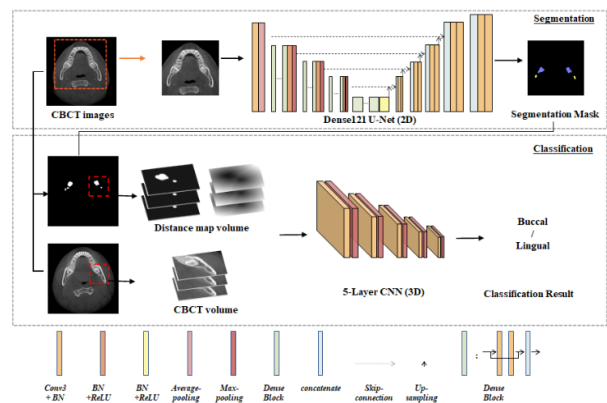 Segmentation
CBCT images
Dense121 U-Net (2D)
Segmentation Mask
Classification
Distance map volume
Buccal
/
Lingual
CBCT volume
5-Layer CNN (3D)
Classification Result
:
Conv3 + BN
BN +ReLU
BN +ReLU
Average-pooling
Max-pooling
Dense Block
concatenate
Skip-connection
Up-sampling
Dense Block